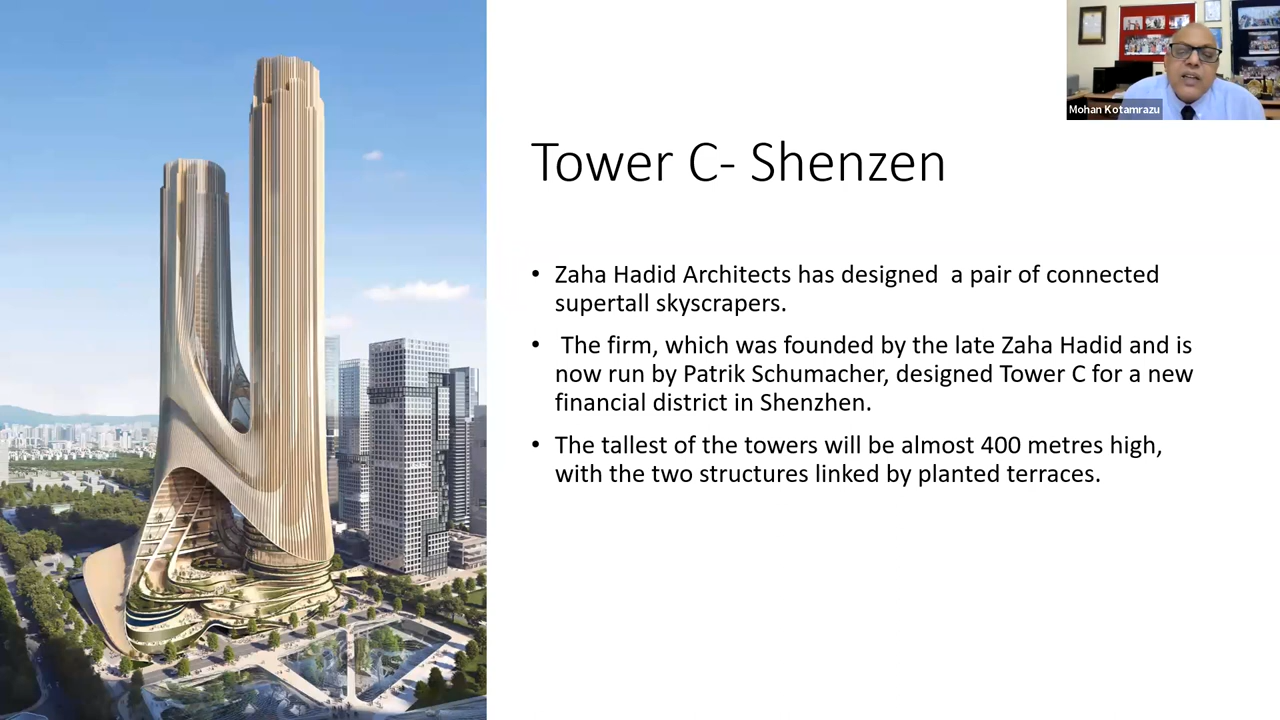 Mohan Kotamrazu
Tower C- Shenzen
• Zaha Hadid Architects has designed  a pair of connected
supertall skyscrapers.
•  The firm, which was founded by the late Zaha Hadid and is
now run by Patrik Schumacher, designed Tower C for a new
financial district in Shenzhen.
• The tallest of the towers will be almost 400 metres high,
with the two structures linked by planted terraces.